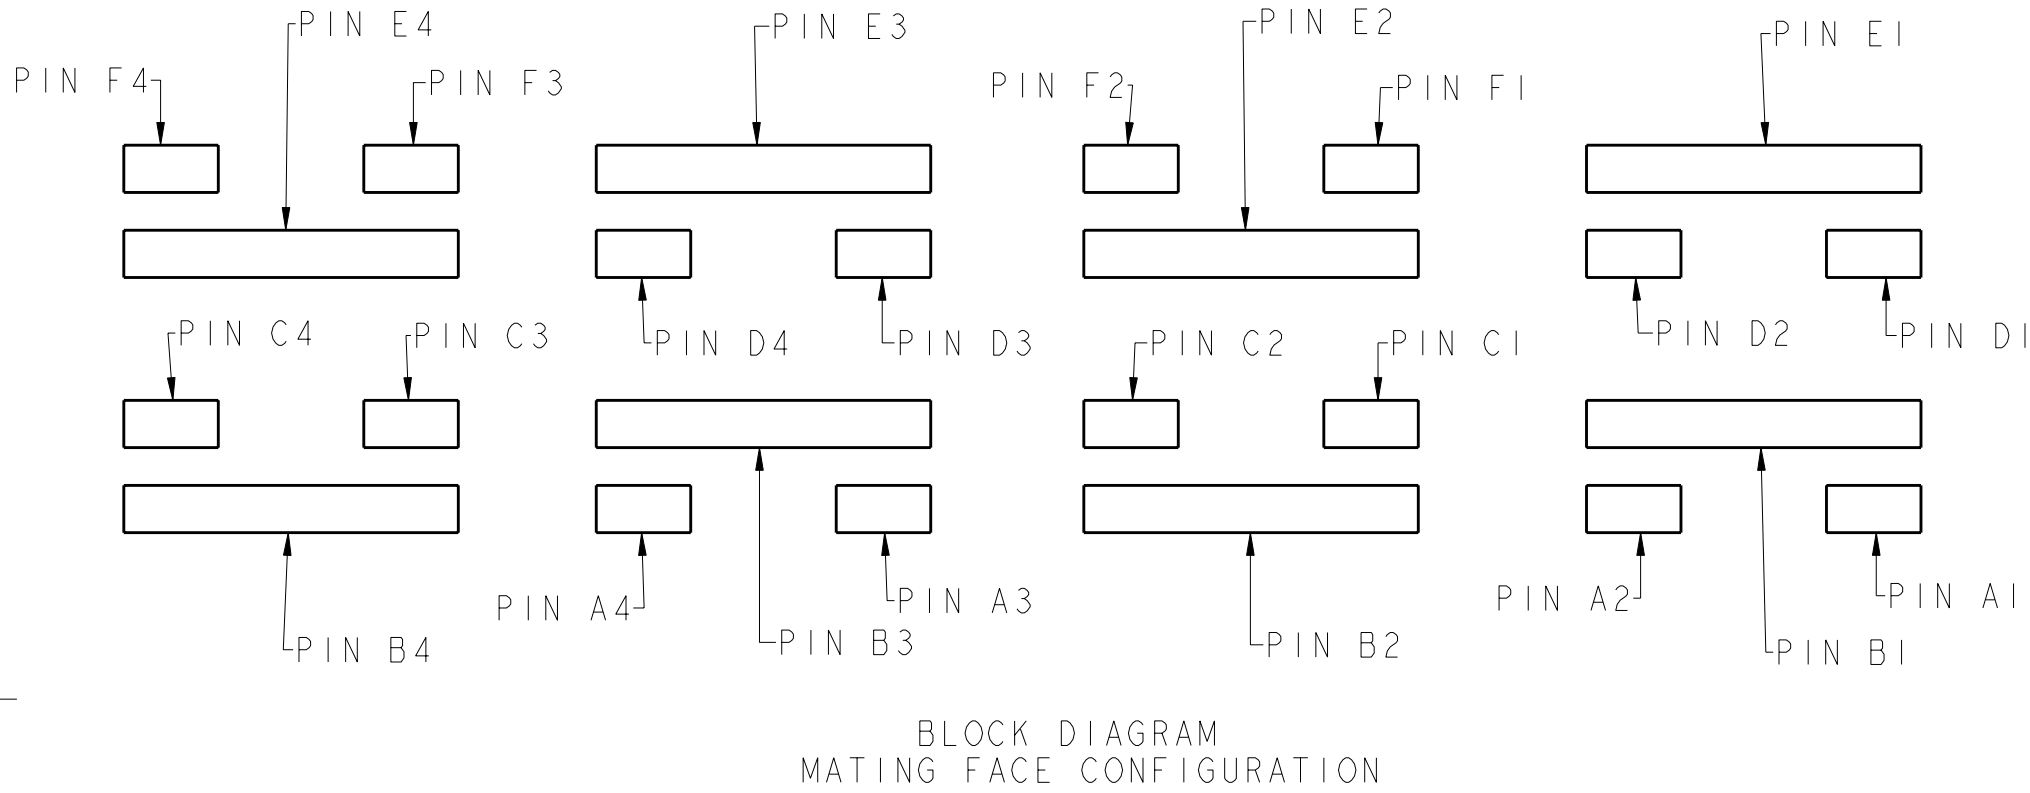 PIN E4
PIN E3
PIN E2
PIN E1
PIN F4
PIN F3
PIN F2
PIN F1
PIN C4
PIN C3
PIN D4
PIN D3
PIN C2
PIN C1
PIN D2
PIN D1
PIN A4
PIN A3
PIN A2
PIN A1
PIN B4
PIN B3
PIN B2
PIN B1
BLOCK DIAGRAM
MATING FACE CONFIGURATION